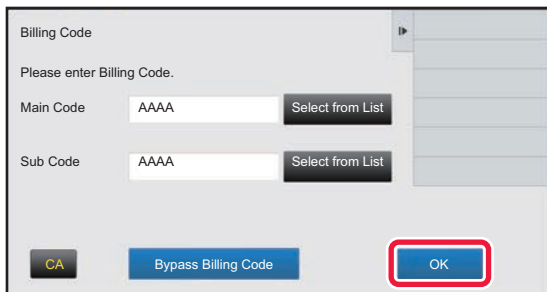 Billing Code
Please enter Billing Code.
Main Code AAAA Select from List
Sub Code AAAA Select from List
CA Bypass Billing Code OK